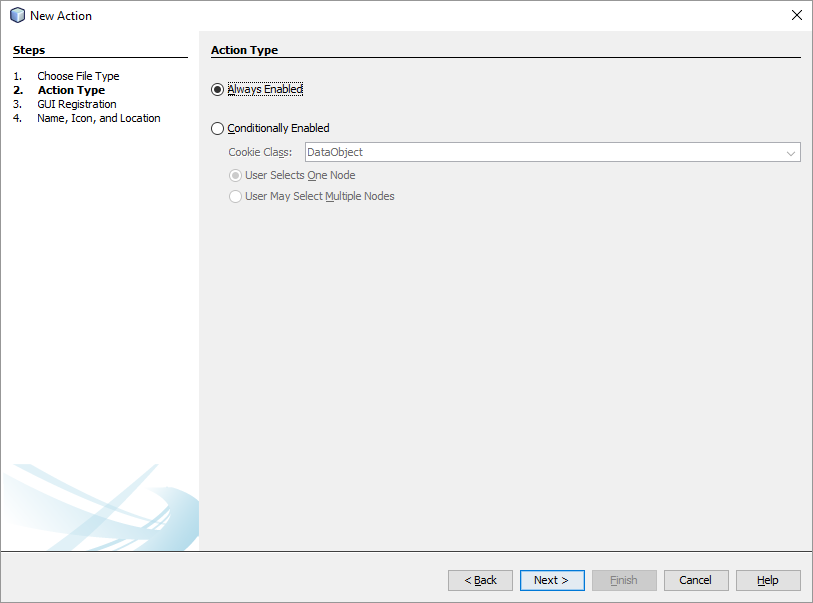 New Action
Steps
1. Choose File Type
2. Action Type
3. GUI Registration
4. Name, Icon, and Location
Action Type
Always Enabled
Conditionally Enabled
Cookie Class: DataObject
User Selects One Node
User May Select Multiple Nodes
< Back Next > Finish Cancel Help